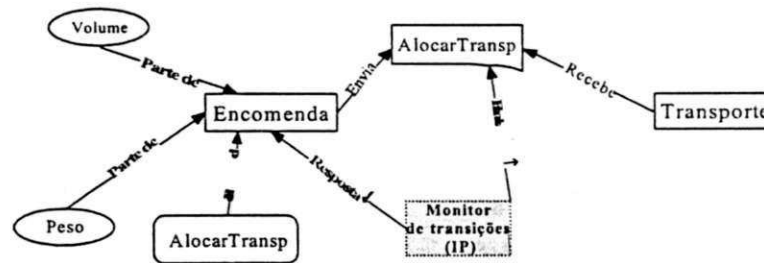 Volume
AlocarTransp
Parte de
Envia
Recebe
Encomenda
Transporte
Parte de
Resposta
Peso
AlocarTransp
Monitor
de transições
(IP)